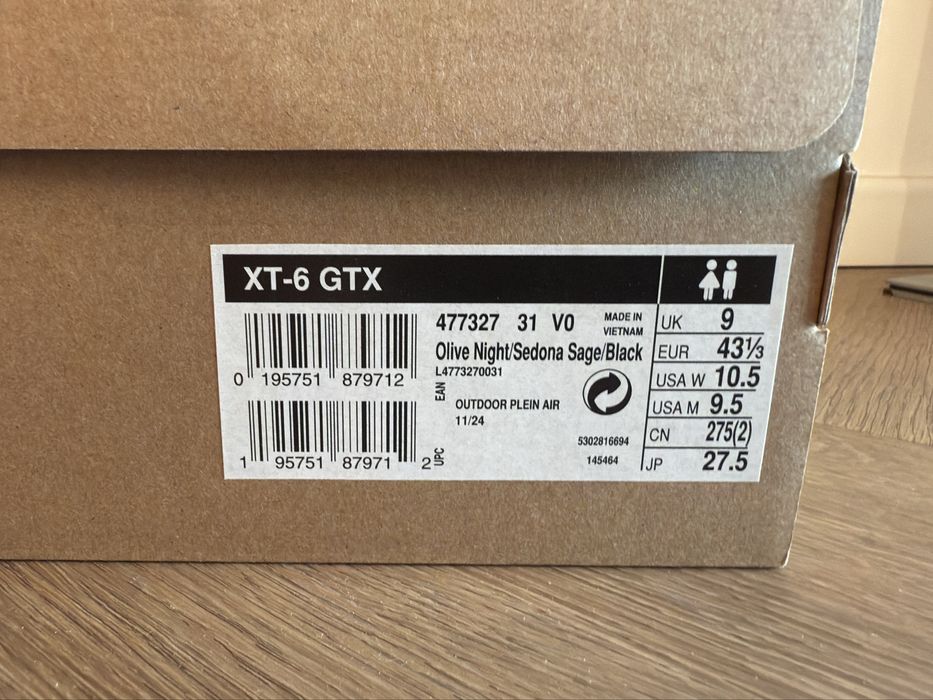 XT-6 GTX
477327 31 V0
MADE IN
VIETNAM
Olive Night/Sedona Sage/Black
L4773270031
0 195751 879712
EAN
OUTDOOR PLEIN AIR
11/24
5302816694
145464
1 95751 87971 2
UPC
UK 9
EUR 43⅓
USA W 10.5
USA M 9.5
CN 275(2)
JP 27.5